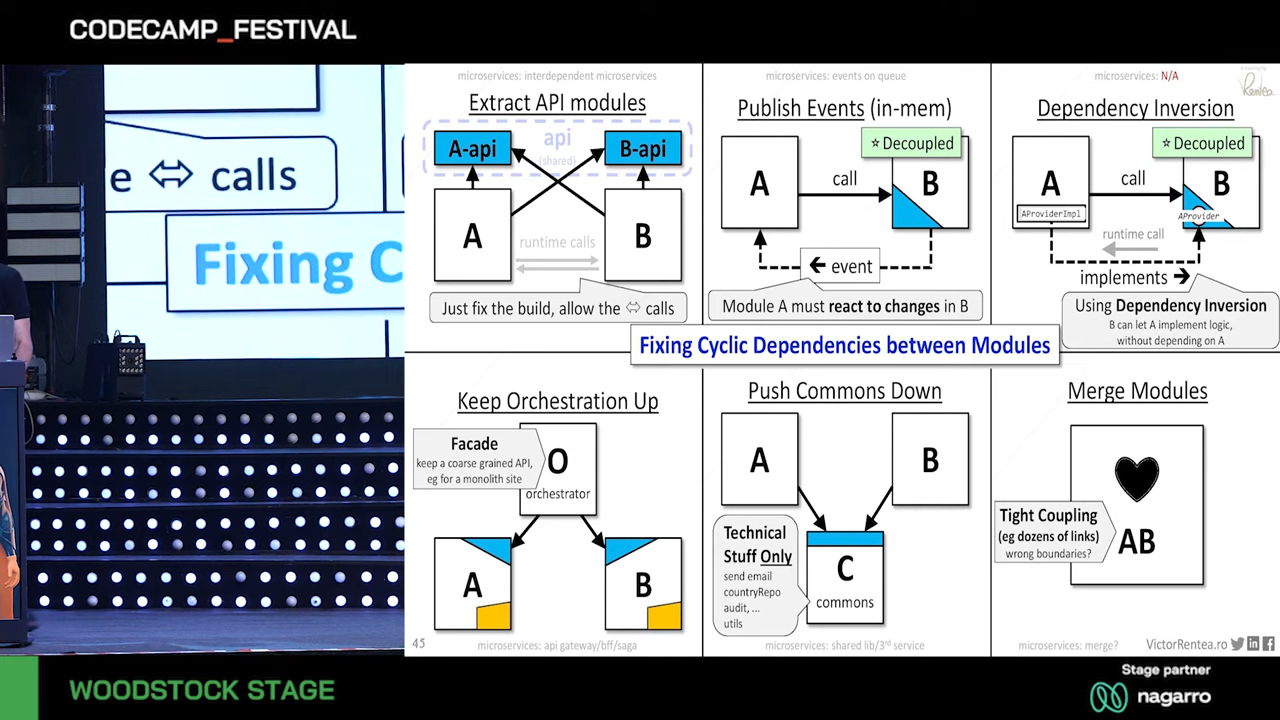 CODECAMP_FESTIVAL
e ⇔ calls
Fixing C
microservices: interdependent microservices
Extract API modules
api
(shared)
A-api
B-api
A
B
runtime calls
Just fix the build, allow the ⇔ calls
microservices: events on queue
Publish Events (in-mem)
☆ Decoupled
A
call
B
← event
Module A must react to changes in B
microservices: N/A
Rentea
Dependency Inversion
☆ Decoupled
A
call
B
AProviderImpl
AProvider
runtime call
implements →
Using Dependency Inversion
B can let A implement logic,
without depending on A
Fixing Cyclic Dependencies between Modules
Keep Orchestration Up
Facade
keep a coarse grained API,
eg for a monolith site
O
orchestrator
A
B
45
microservices: api gateway/bff/saga
Push Commons Down
A
B
Technical
Stuff Only
send email
countryRepo
audit, ...
utils
C
commons
microservices: shared lib/3rd service
Merge Modules
Tight Coupling
(eg dozens of links)
wrong boundaries?
AB
microservices: merge?
VictorRentea.ro
WOODSTOCK STAGE
Stage partner
nagarro